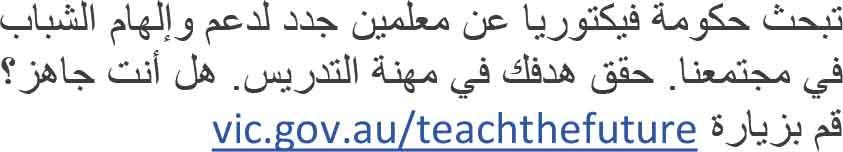 تبحث حكومة فيكتوريا عن معلمين جدد لدعم وإلهام الشباب
في مجتمعنا. حقق هدفك في مهنة التدريس. هل أنت جاهز؟
قم بزيارة vic.gov.au/teachthefuture